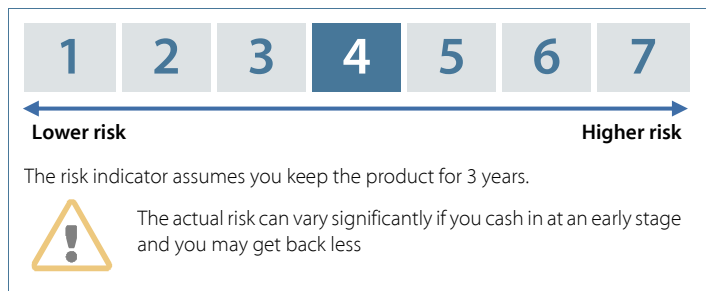 1 2 3 4 5 6 7
Lower risk Higher risk
The risk indicator assumes you keep the product for 3 years.
The actual risk can vary significantly if you cash in at an early stage
and you may get back less